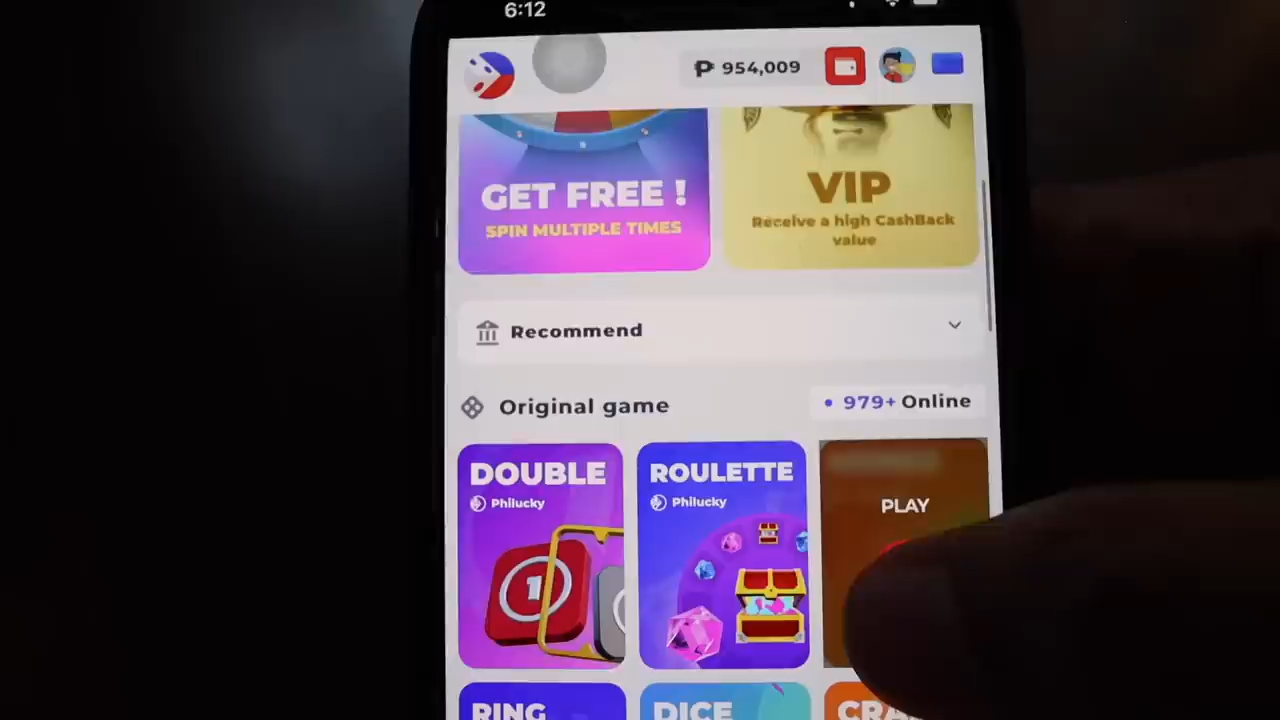 6:12
₱ 954,009
GET FREE !
SPIN MULTIPLE TIMES
VIP
Receive a high CashBack
value
Recommend
Original game
979+ Online
DOUBLE
Philucky
ROULETTE
Philucky
PLAY
RING
DICE